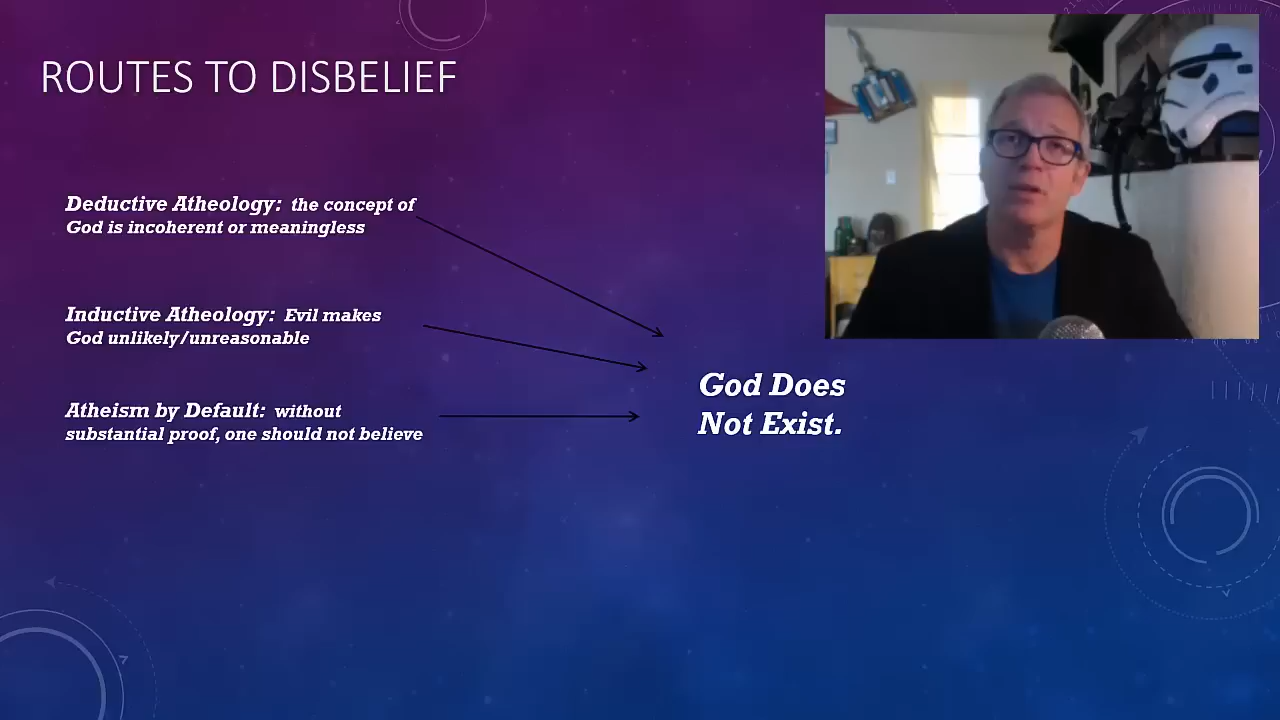 ROUTES TO DISBELIEF
Deductive Atheology: the concept of
God is incoherent or meaningless
Inductive Atheology: Evil makes
God unlikely/unreasonable
Atheism by Default: without
substantial proof, one should not believe
God Does
Not Exist.